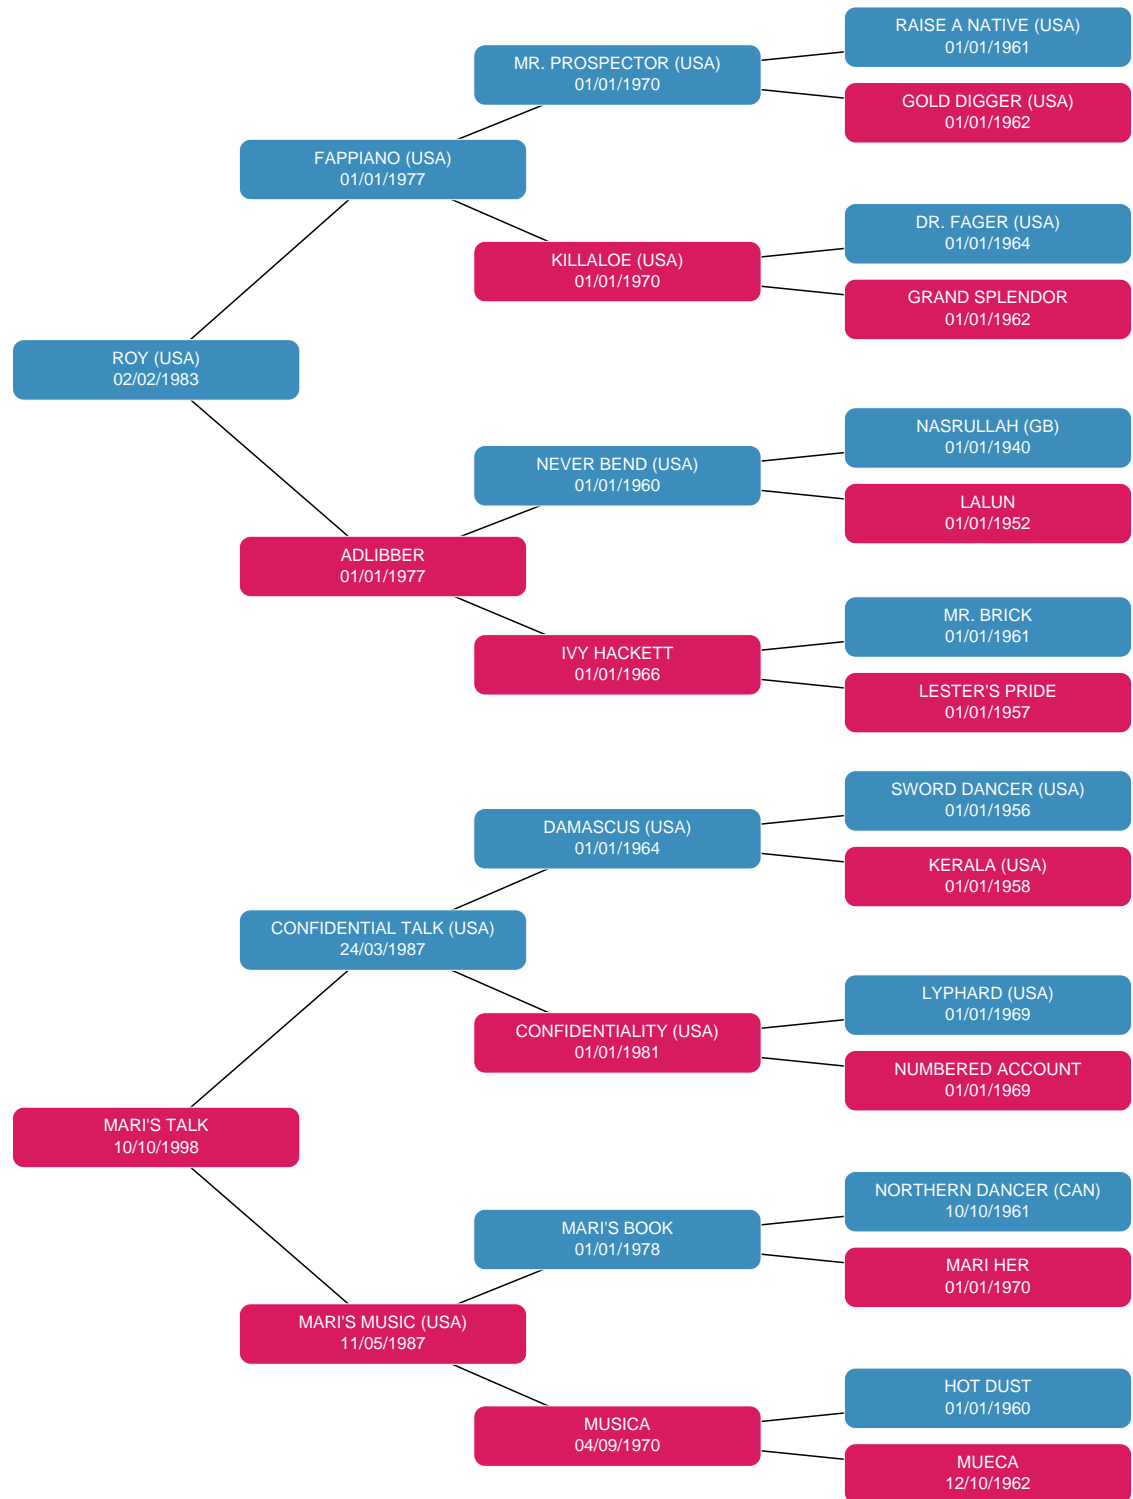 RAISE A NATIVE (USA)
01/01/1961
MR. PROSPECTOR (USA)
01/01/1970
GOLD DIGGER (USA)
01/01/1962
FAPPIANO (USA)
01/01/1977
DR. FAGER (USA)
01/01/1964
KILLALOE (USA)
01/01/1970
GRAND SPLENDOR
01/01/1962
ROY (USA)
02/02/1983
NASRULLAH (GB)
01/01/1940
NEVER BEND (USA)
01/01/1960
LALUN
01/01/1952
ADLIBBER
01/01/1977
MR. BRICK
01/01/1961
IVY HACKETT
01/01/1966
LESTER'S PRIDE
01/01/1957
SWORD DANCER (USA)
01/01/1956
DAMASCUS (USA)
01/01/1964
KERALA (USA)
01/01/1958
CONFIDENTIAL TALK (USA)
24/03/1987
LYPHARD (USA)
01/01/1969
CONFIDENTIALITY (USA)
01/01/1981
NUMBERED ACCOUNT
01/01/1969
MARI'S TALK
10/10/1998
NORTHERN DANCER (CAN)
10/10/1961
MARI'S BOOK
01/01/1978
MARI HER
01/01/1970
MARI'S MUSIC (USA)
11/05/1987
HOT DUST
01/01/1960
MUSICA
04/09/1970
MUECA
12/10/1962